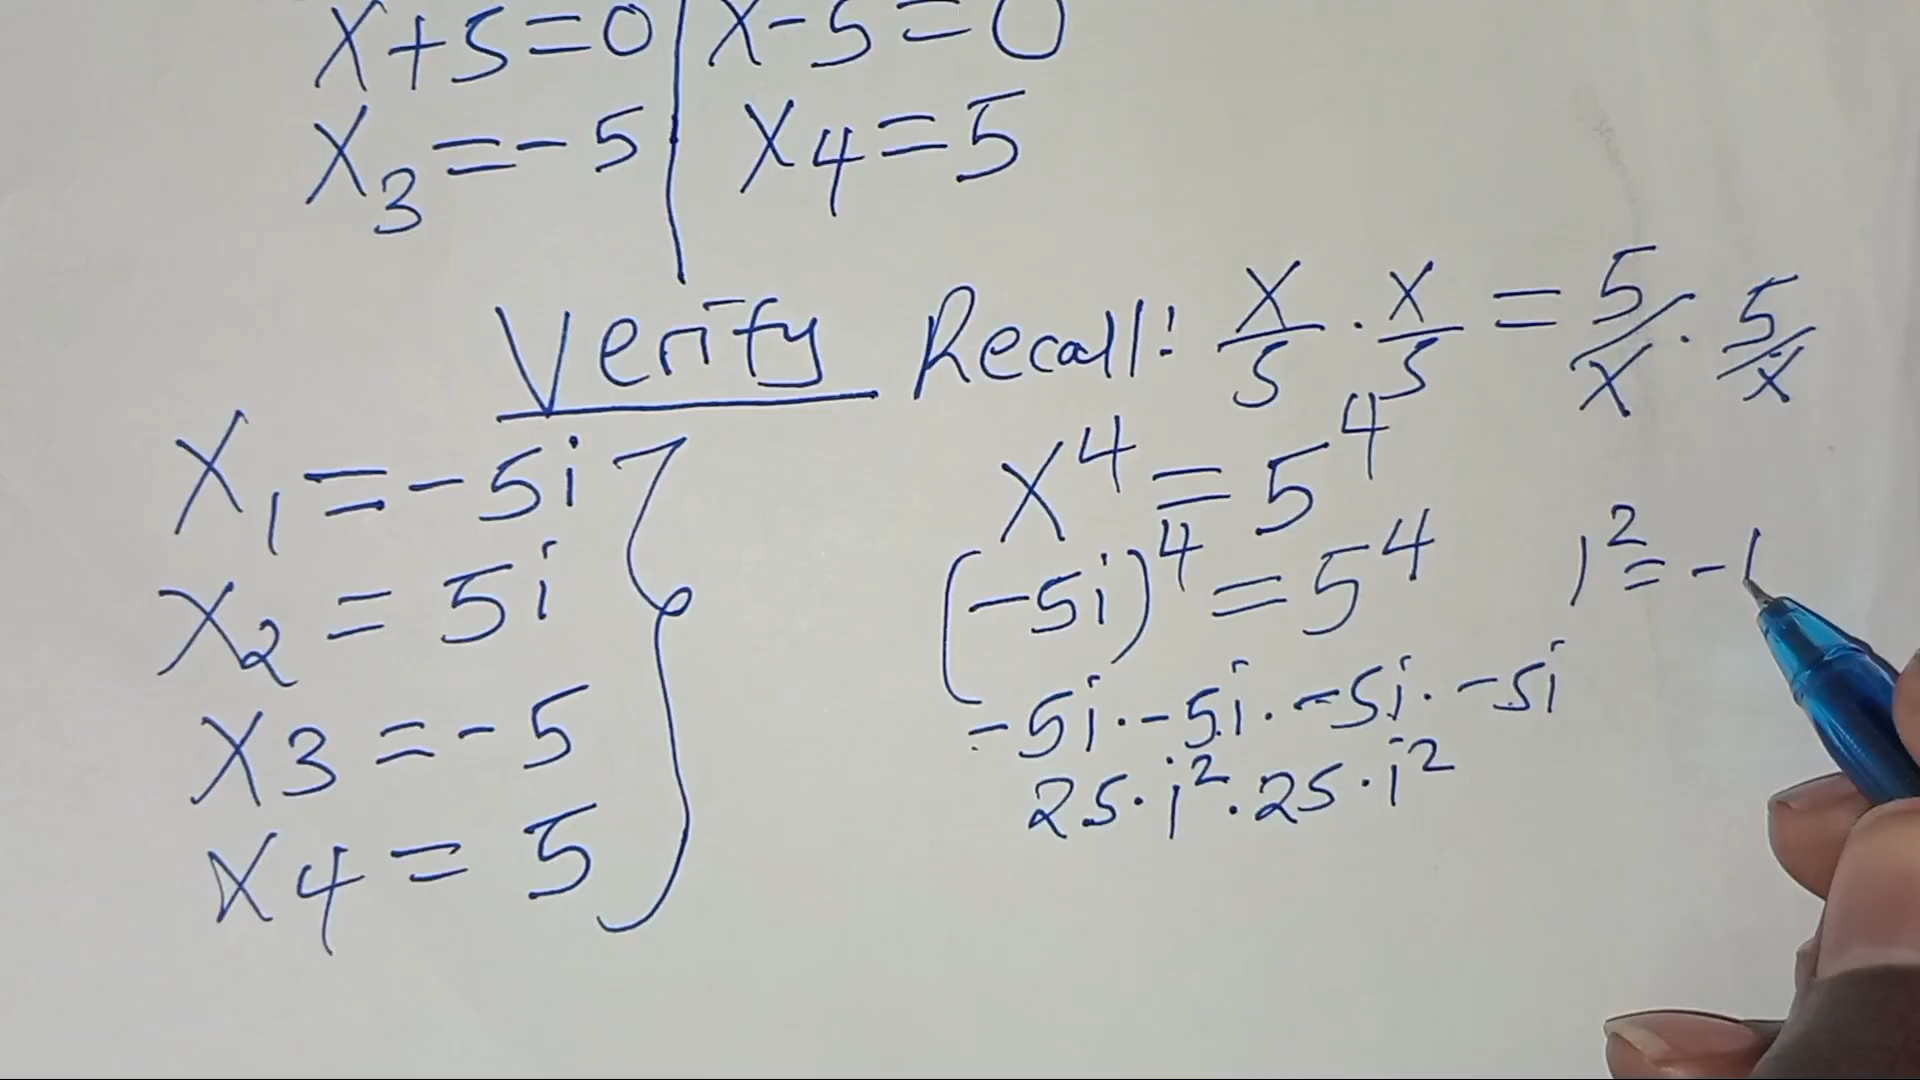 x+5=0 | x-5=0
x₃=-5 | x₄=5
Verify Recall: x/5 · x/5 = 5/x · 5/x
x₁=-5i
x₂=5i
x₃=-5
x₄=5
x⁴=5⁴
(-5i)⁴=5⁴
i²=-1
-5i·-5i·-5i·-5i
25·i²·25·i²